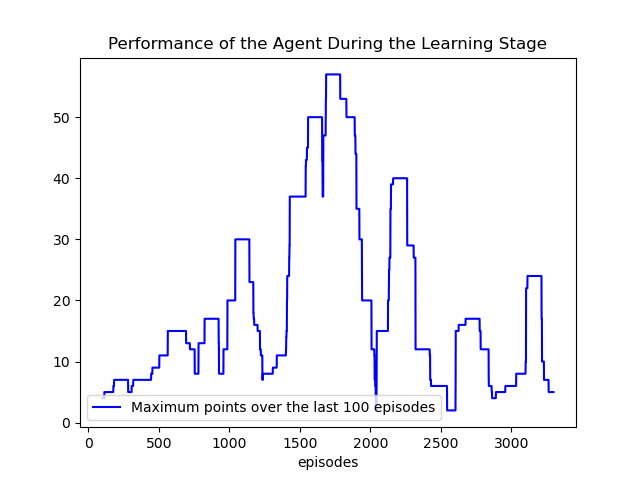 Performance of the Agent During the Learning Stage
50
40
30
20
10
0
Maximum points over the last 100 episodes
0 500 1000 1500 2000 2500 3000
episodes